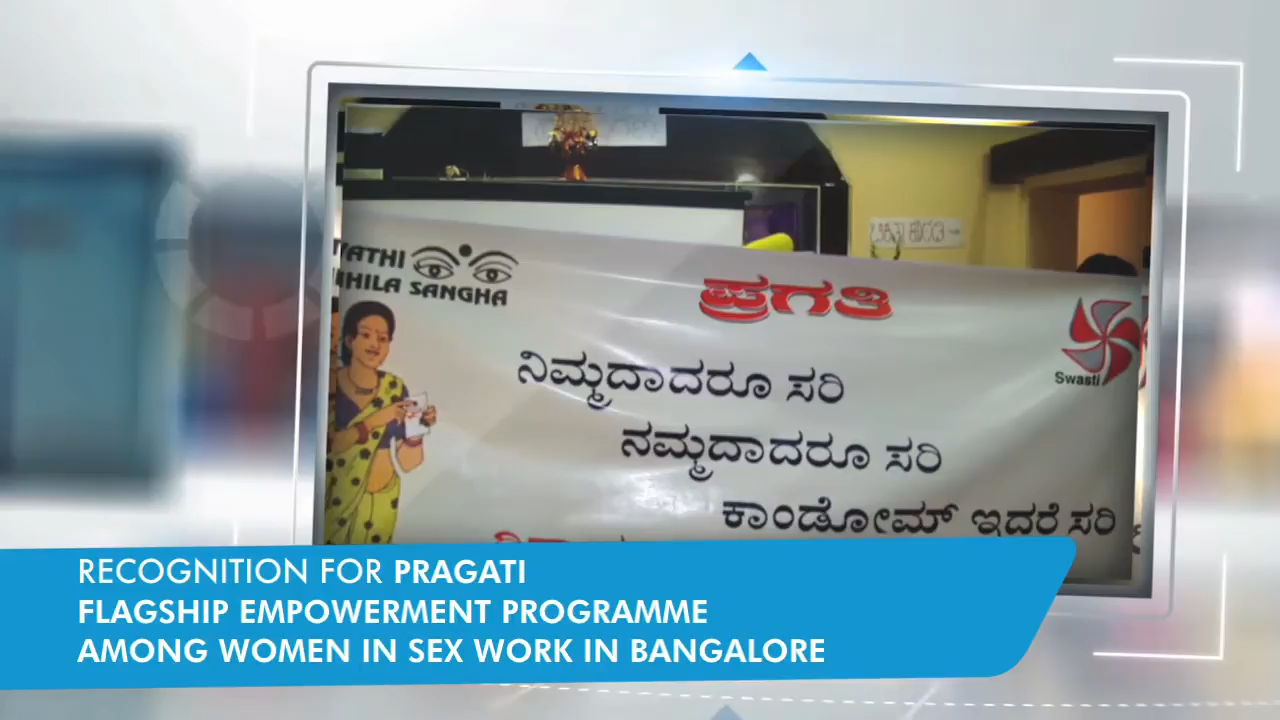 YATHI
HILA SANGHA
ಪ್ರಗತಿ
Swasti
ನಿಮ್ಮದಾದರೂ ಸರಿ
ನಮ್ಮದಾದರೂ ಸರಿ
ಕಾಂಡೋಮ್ ಇದರೆ ಸರಿ
RECOGNITION FOR PRAGATI
FLAGSHIP EMPOWERMENT PROGRAMME
AMONG WOMEN IN SEX WORK IN BANGALORE